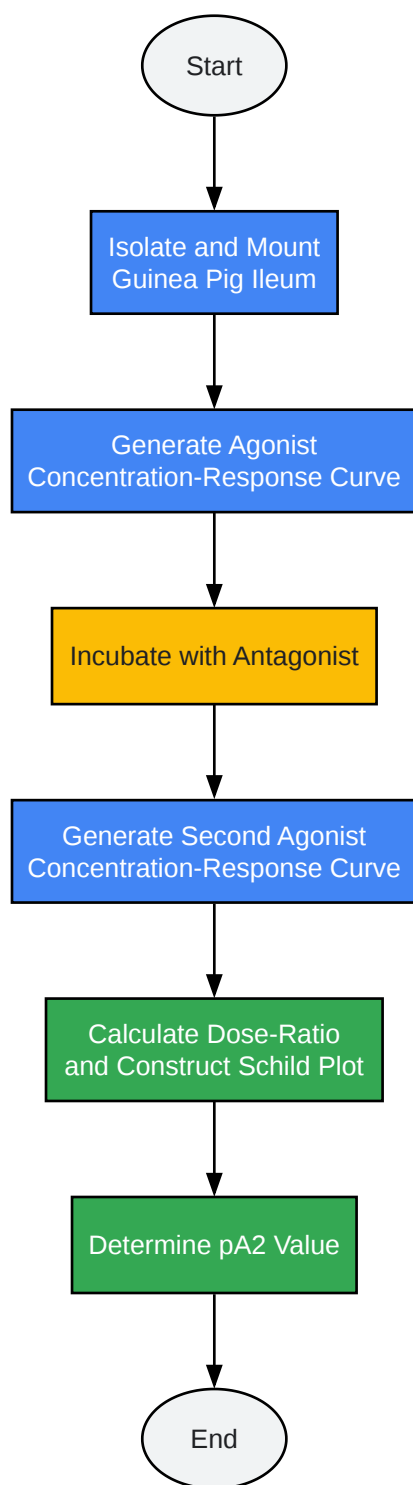 Start
Isolate and Mount
Guinea Pig Ileum
Generate Agonist
Concentration-Response Curve
Incubate with Antagonist
Generate Second Agonist
Concentration-Response Curve
Calculate Dose-Ratio
and Construct Schild Plot
Determine pA2 Value
End